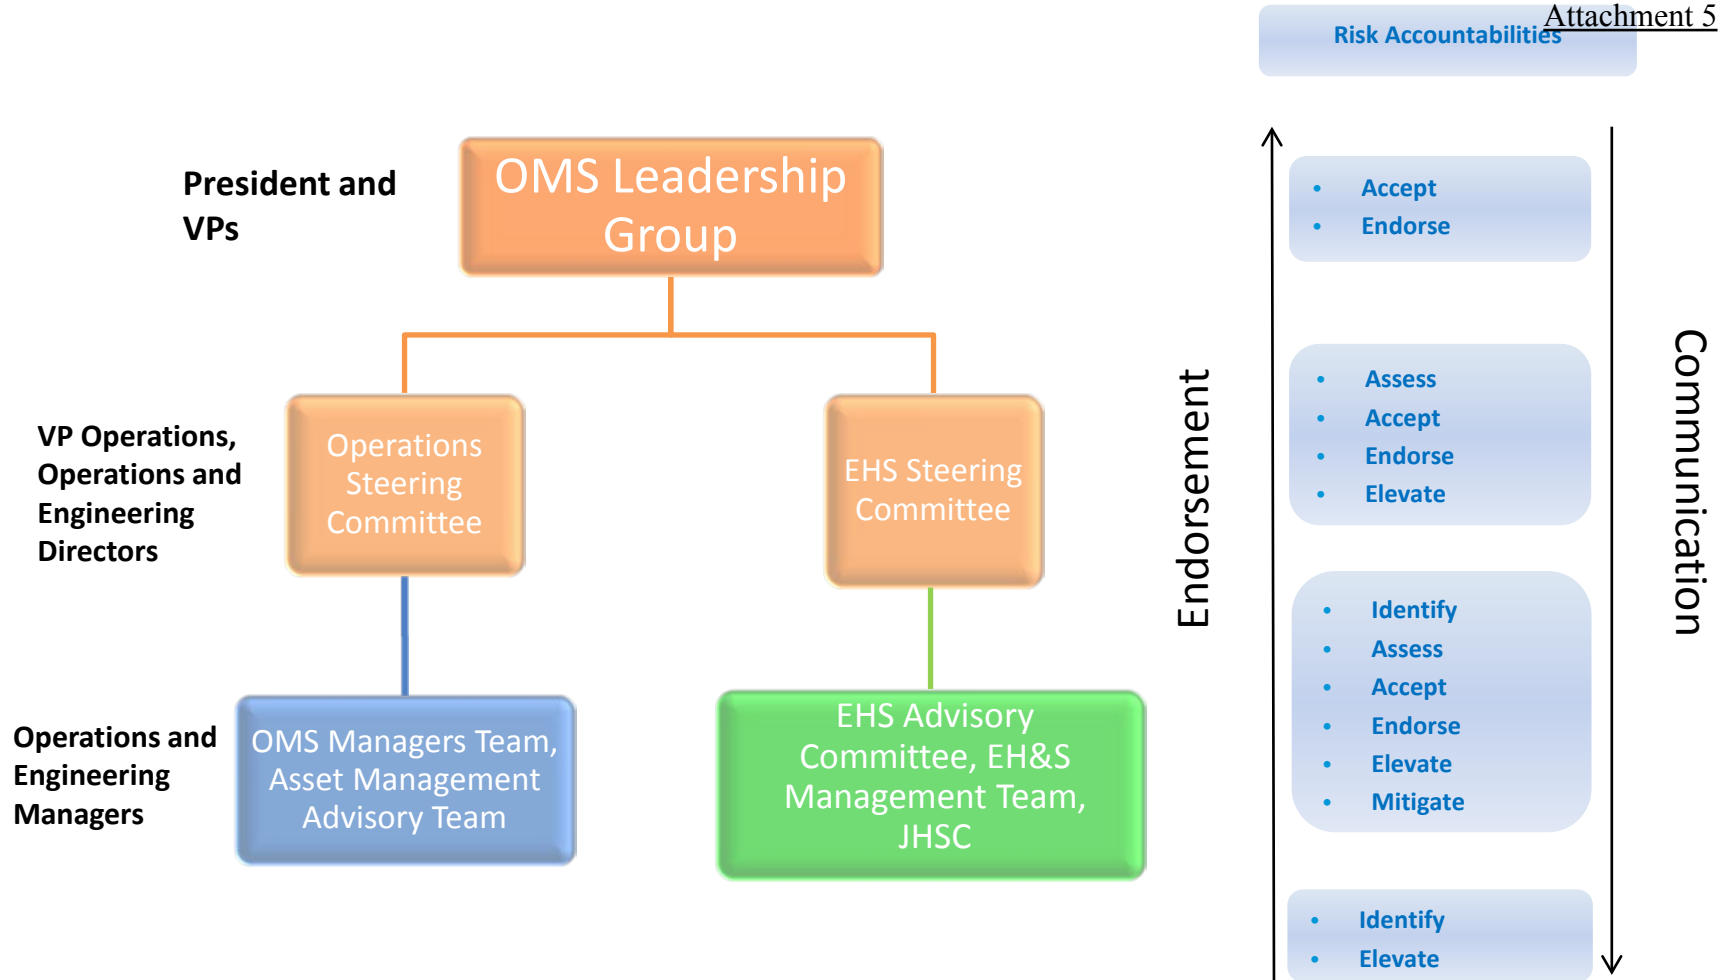 Attachment 5
Risk Accountabilities
President and
VPs
OMS Leadership
Group
• Accept
• Endorse
VP Operations,
Operations and
Engineering
Directors
Operations
Steering
Committee
EHS Steering
Committee
Endorsement
• Assess
• Accept
• Endorse
• Elevate
Communication
Operations and
Engineering
Managers
OMS Managers Team,
Asset Management
Advisory Team
EHS Advisory
Committee, EH&S
Management Team,
JHSC
• Identify
• Assess
• Accept
• Endorse
• Elevate
• Mitigate
• Identify
• Elevate